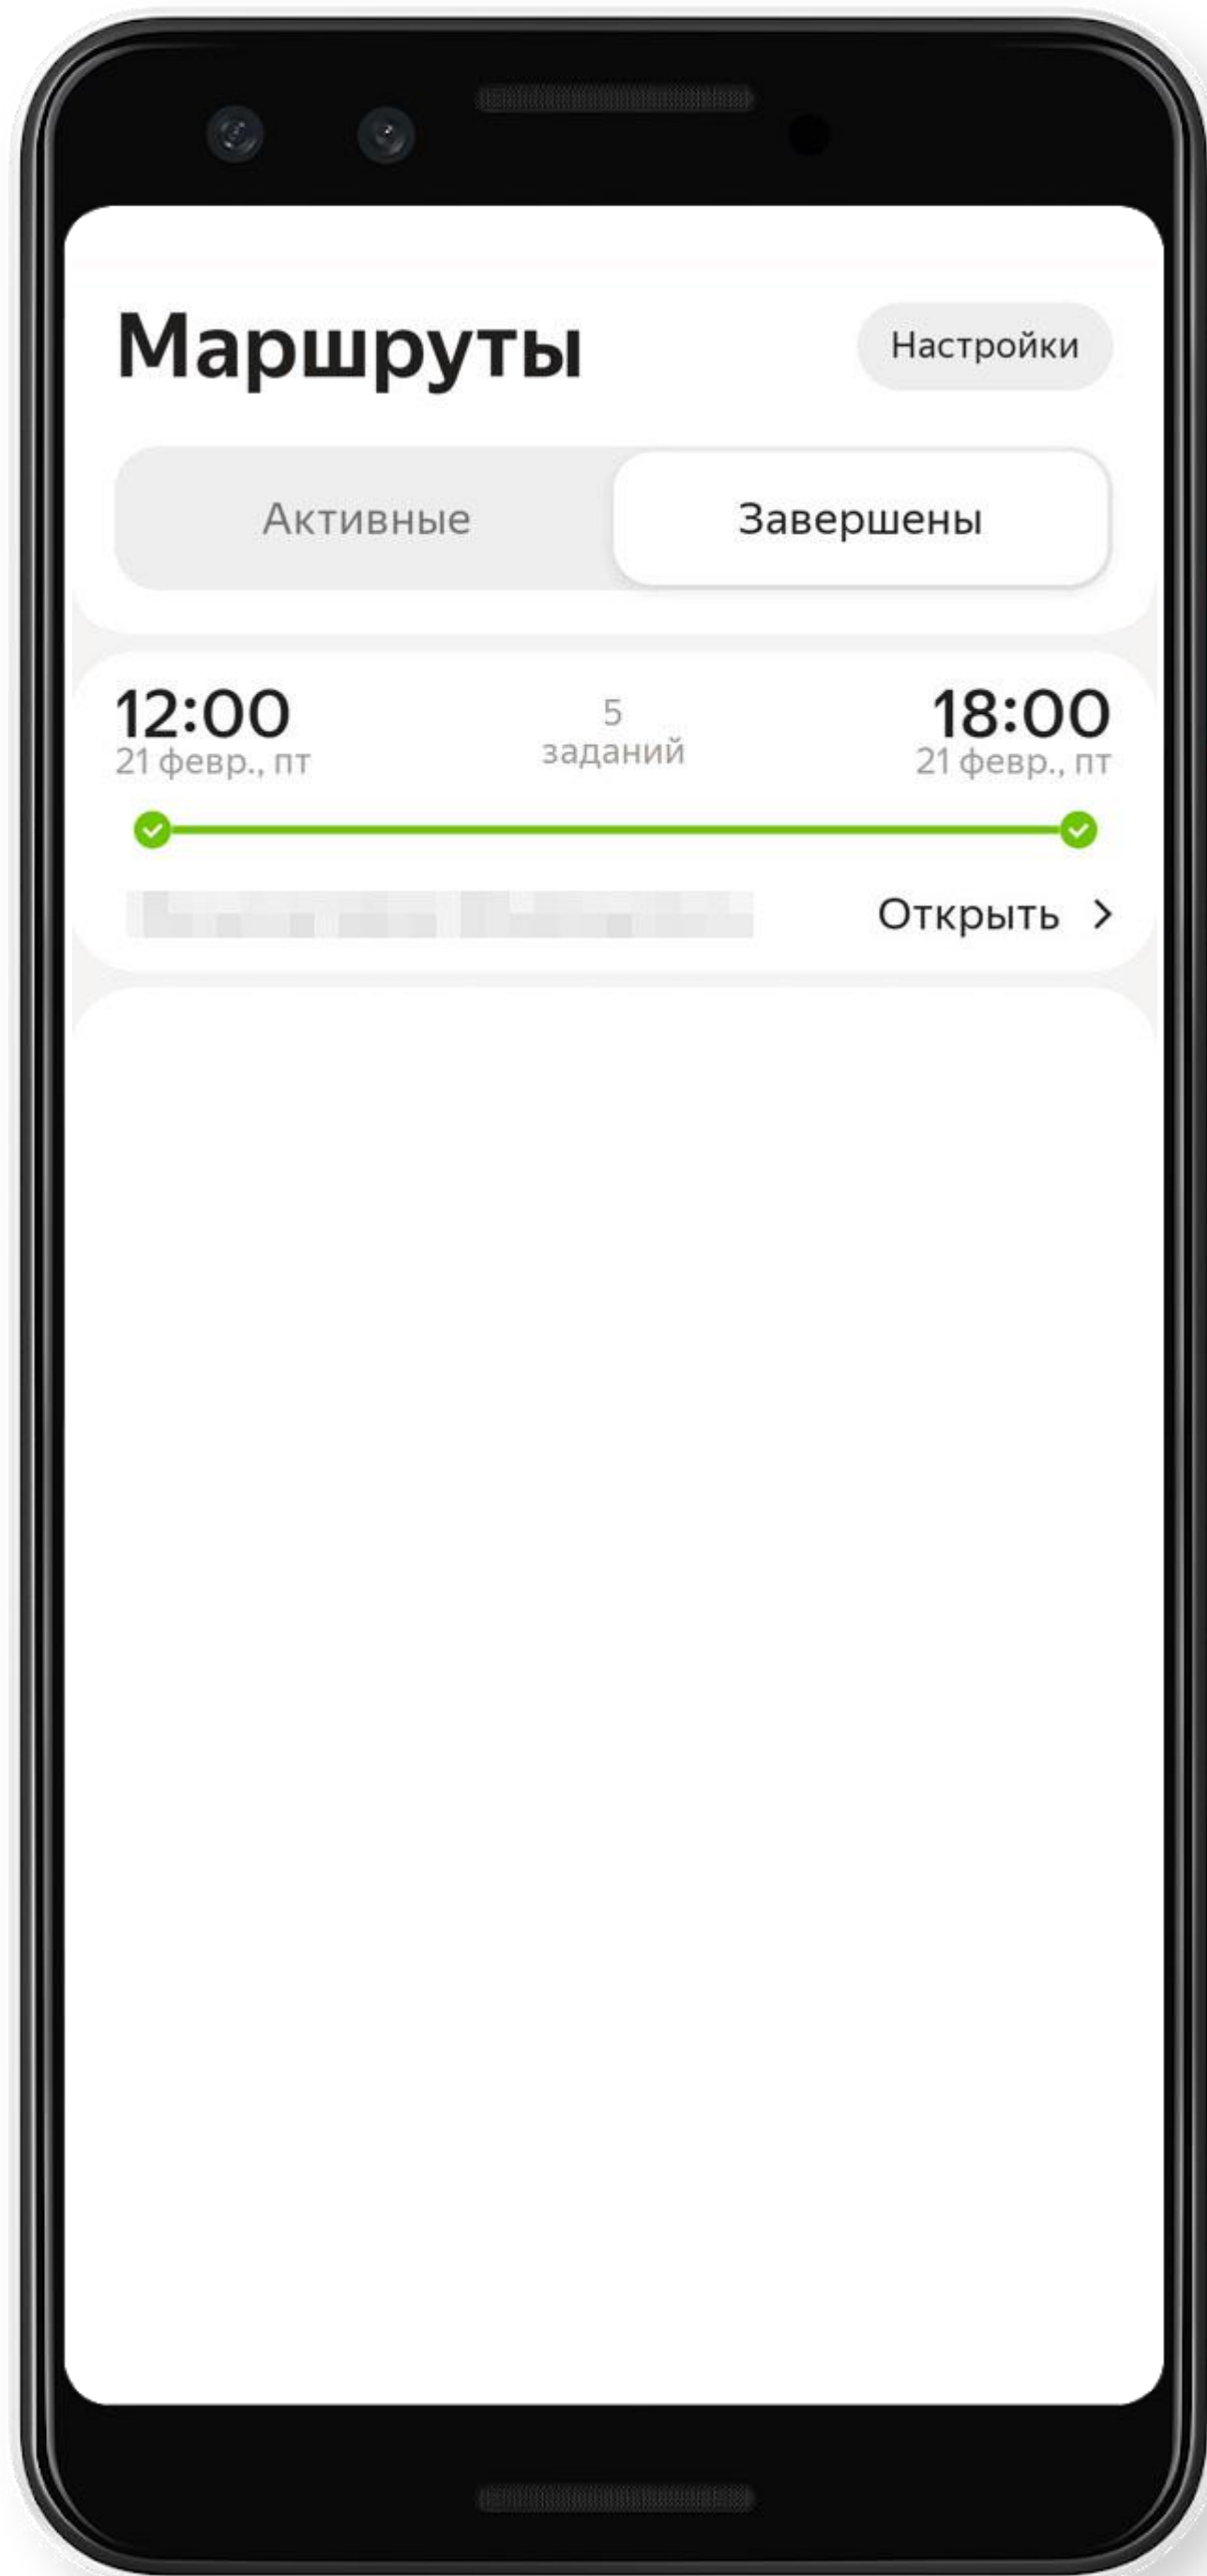 Маршруты
Настройки
Активные
Завершены
12:00
5
18:00
21 февр., пт
заданий
21 февр., пт
Открыть